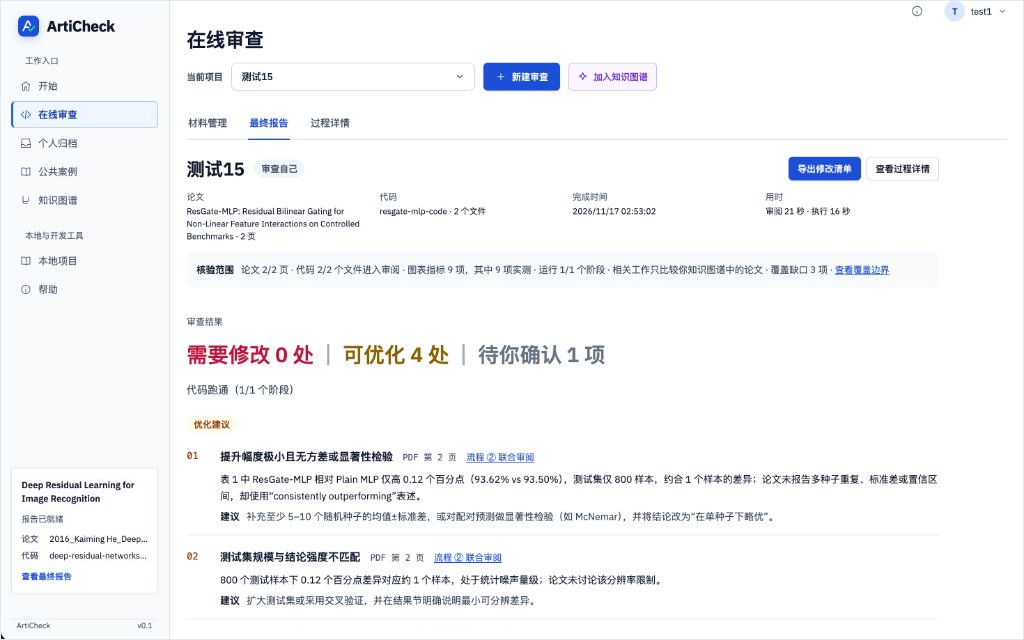 ArtiCheck
工作入口
开始
在线审查
个人归档
公共案例
知识图谱
本地与开发工具
本地项目
帮助
Deep Residual Learning for
Image Recognition
报告已就绪
论文 2016_Kaiming He_Deep...
代码 deep-residual-networks...
查看最终报告
ArtiCheck v0.1
T test1
在线审查
当前项目 测试15 新建审查 加入知识图谱
材料管理 最终报告 过程详情
测试15 审查自己 导出修改清单 查看过程详情
论文 代码 完成时间 用时
ResGate-MLP: Residual Bilinear Gating for resgate-mlp-code · 2 个文件 2026/11/17 02:53:02 审阅 21 秒 · 执行 16 秒
Non-Linear Feature Interactions on Controlled
Benchmarks · 2 页
核验范围 论文 2/2 页 · 代码 2/2 个文件进入审阅 · 图表指标 9 项，其中 9 项实测 · 运行 1/1 个阶段 · 相关工作只比较你知识图谱中的论文 · 覆盖缺口 3 项 · 查看覆盖边界
审查结果
需要修改 0 处 | 可优化 4 处 | 待你确认 1 项
代码跑通（1/1 个阶段）
优化建议
01 提升幅度极小且无方差或显著性检验 PDF 第 2 页 流程 ② 联合审阅
表 1 中 ResGate-MLP 相对 Plain MLP 仅高 0.12 个百分点（93.62% vs 93.50%），测试集仅 800 样本，约合 1 个样本的差异；论文未报告多种子重复、标准差或置信区
间，却使用“consistently outperforming”表述。
建议 补充至少 5–10 个随机种子的均值±标准差，或对配对预测做显著性检验（如 McNemar），并将结论改为“在单种子下略优”。
02 测试集规模与结论强度不匹配 PDF 第 2 页 流程 ② 联合审阅
800 个测试样本下 0.12 个百分点差异对应约 1 个样本，处于统计噪声量级；论文未讨论该分辨率限制。
建议 扩大测试集或采用交叉验证，并在结果节明确说明最小可分辨差异。